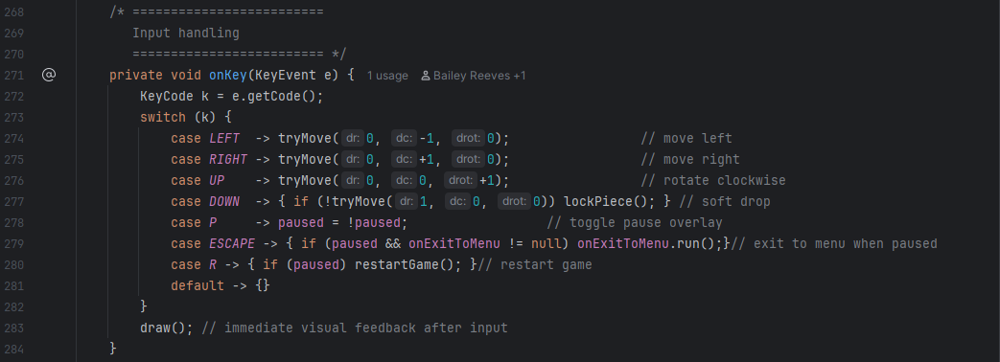 268 /* =========================
269 Input handling
270 ========================= */
271 private void onKey(KeyEvent e) { 1 usage Bailey Reeves +1
272 KeyCode k = e.getCode();
273 switch (k) {
274 case LEFT -> tryMove( dr: 0, dc: -1, drot: 0); // move left
275 case RIGHT -> tryMove( dr: 0, dc: +1, drot: 0); // move right
276 case UP -> tryMove( dr: 0, dc: 0, drot: +1); // rotate clockwise
277 case DOWN -> { if (!tryMove( dr: 1, dc: 0, drot: 0)) lockPiece(); } // soft drop
278 case P -> paused = !paused; // toggle pause overlay
279 case ESCAPE -> { if (paused && onExitToMenu != null) onExitToMenu.run();}// exit to menu when paused
280 case R -> { if (paused) restartGame(); }// restart game
281 default -> {}
282 }
283 draw(); // immediate visual feedback after input
284 }